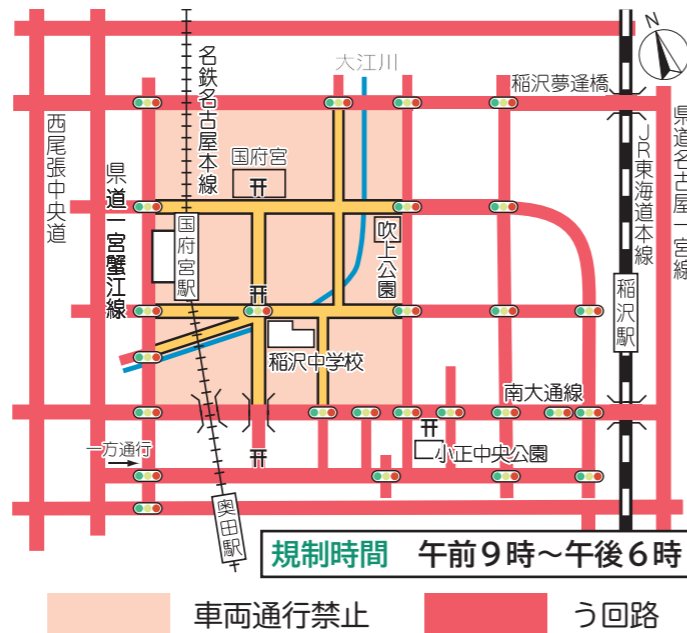 N
大江川
稲沢夢逢橋
名鉄名古屋本線
西尾張中央道
県道一宮蟹江線
国府宮
国府宮駅
吹上公園
JR東海道本線
県道名古屋一宮線
稲沢駅
稲沢中学校
南大通線
小正中央公園
一方通行
奥田駅
規制時間 午前9時～午後6時
車両通行禁止
う回路